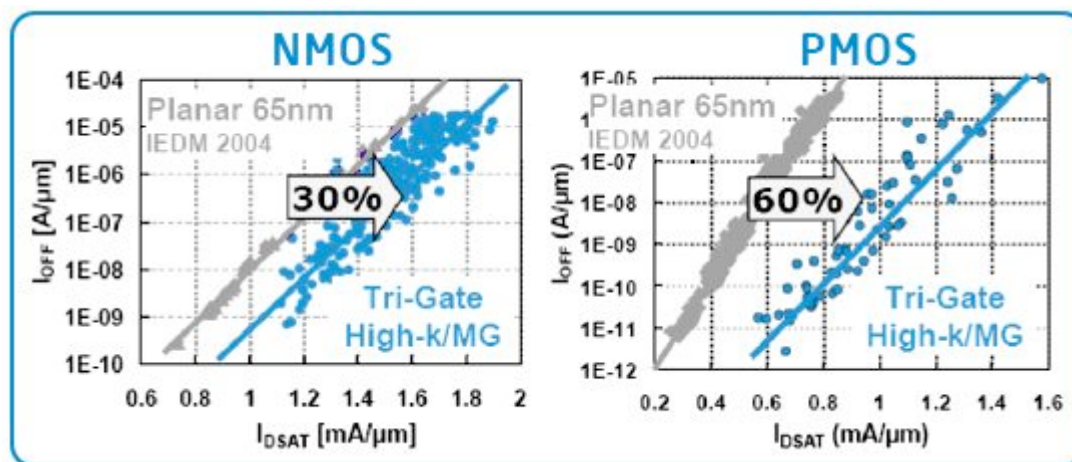 NMOS
1E-04
1E-05
1E-06
1E-07
1E-08
1E-09
1E-10
I_OFF [A/µm]
Planar 65nm
IEDM 2004
30%
Tri-Gate
High-k/MG
0.6 0.8 1 1.2 1.4 1.6 1.8 2
I_DSAT [mA/µm]
PMOS
1E-05
1E-06
1E-07
1E-08
1E-09
1E-10
1E-11
1E-12
I_OFF (A/µm)
Planar 65nm
IEDM 2004
60%
Tri-Gate
High-k/MG
0.2 0.4 0.6 0.8 1 1.2 1.4 1.6
I_DSAT (mA/µm)